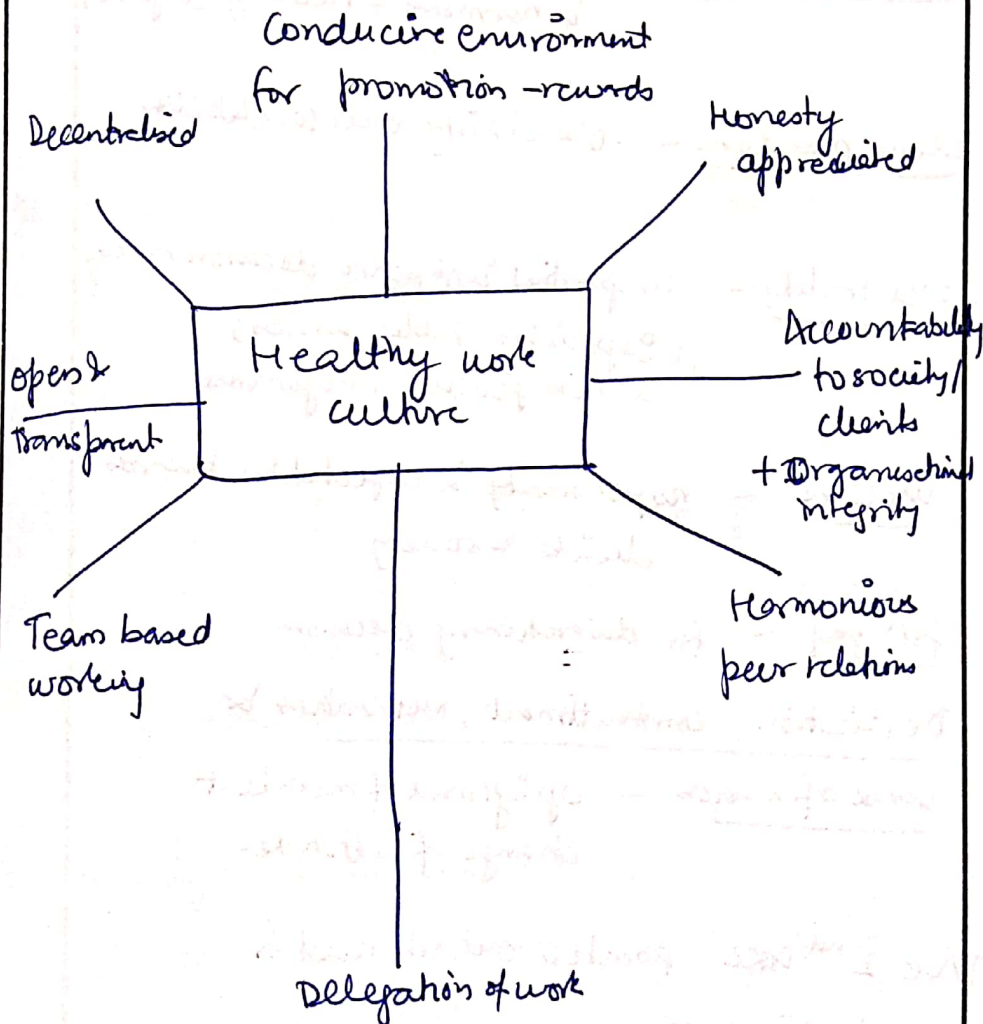 Conducive environment
for promotion - rewards
Decentralised
Honesty
appreciated
Healthy work
culture
Accountability
to society/
clients
+ Organisational
integrity
open &
transparent
Team based
working
Harmonious
peer relations
Delegation of work